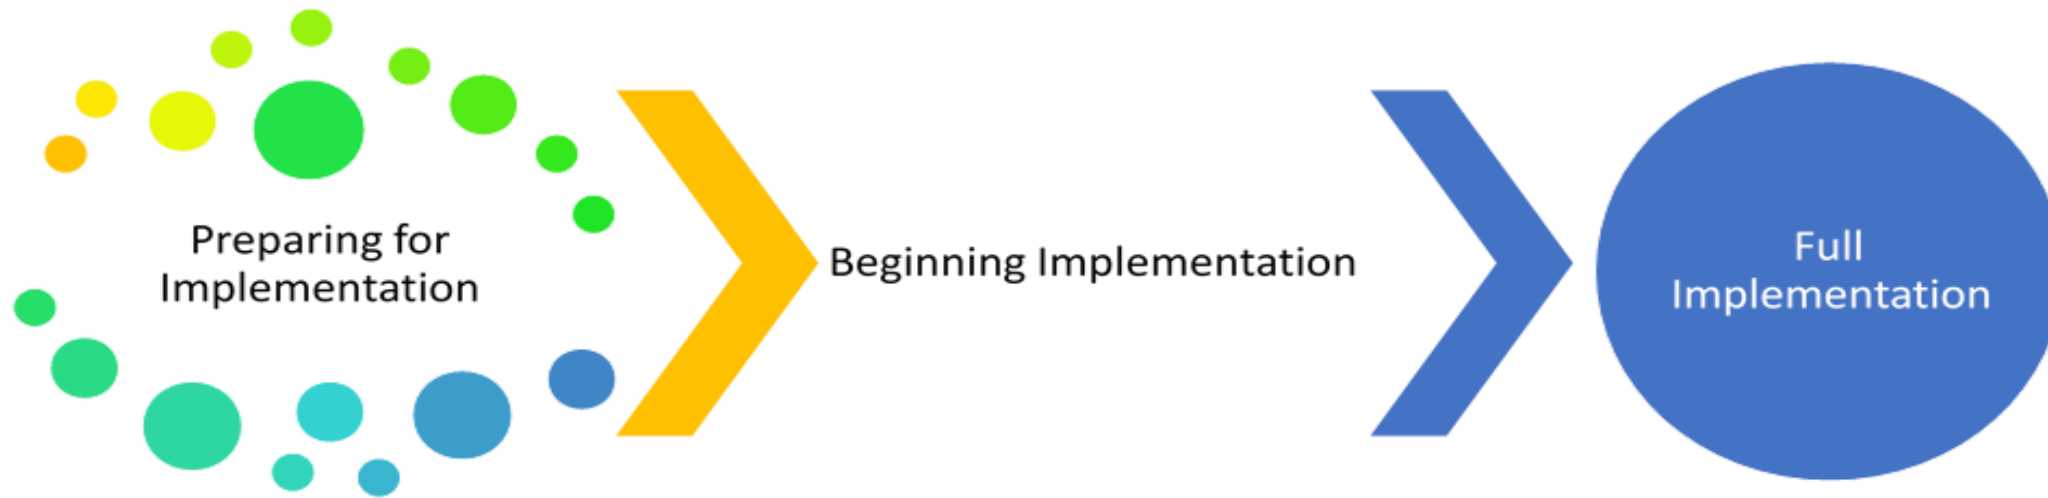 Preparing for
Implementation
Beginning Implementation
Full
Implementation